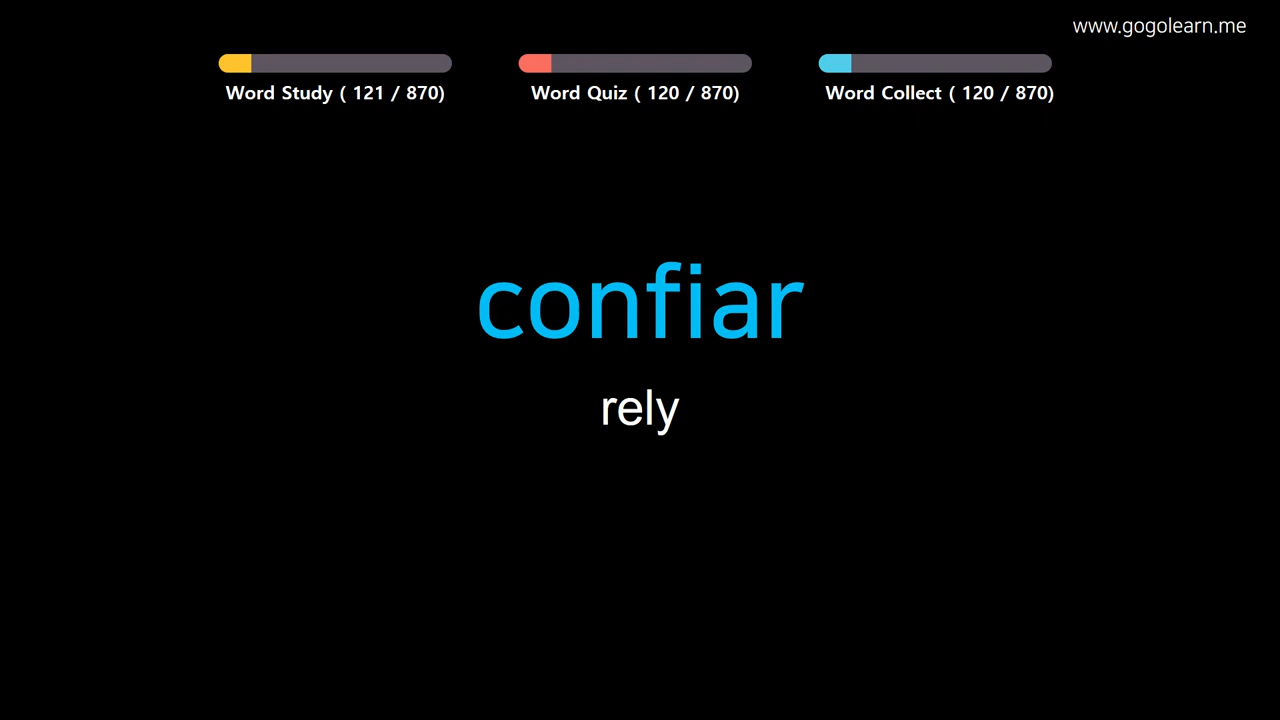 www.gogolearn.me
Word Study ( 121 / 870)
Word Quiz ( 120 / 870)
Word Collect ( 120 / 870)
confiar
rely